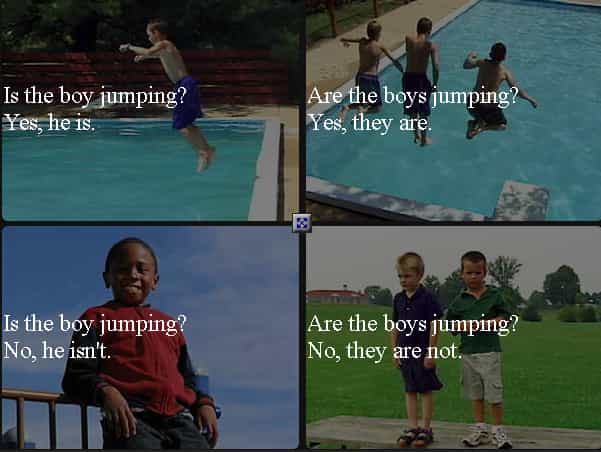 Is the boy jumping?
Yes, he is.
Are the boys jumping?
Yes, they are.
Is the boy jumping?
No, he isn't.
Are the boys jumping?
No, they are not.